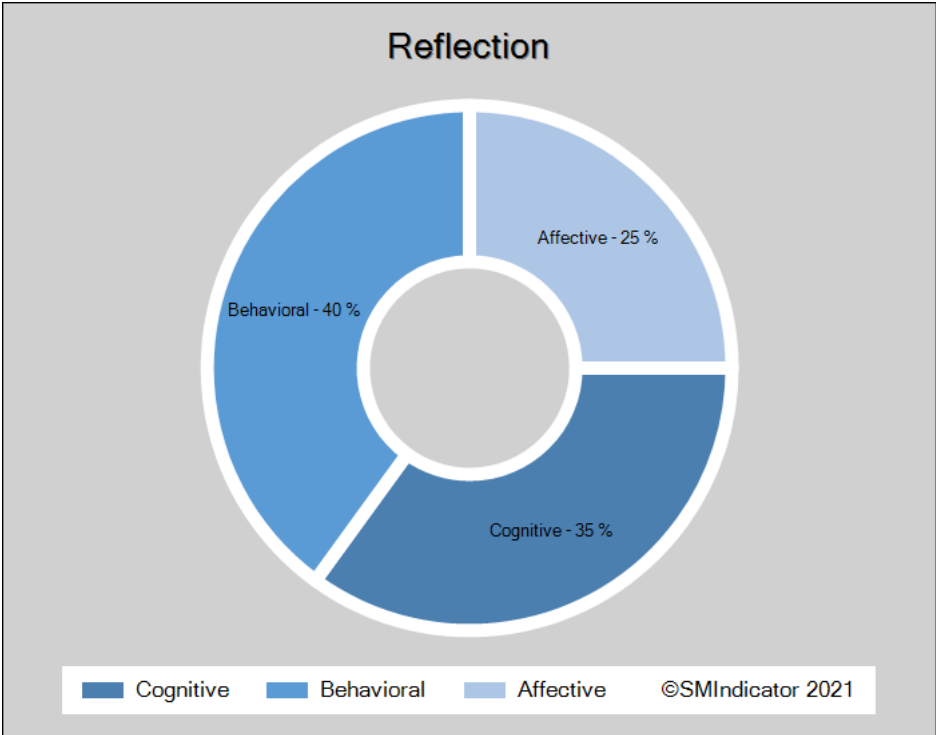 Reflection
Affective - 25 %
Behavioral - 40 %
Cognitive - 35 %
Cognitive Behavioral Affective ©SMIndicator 2021